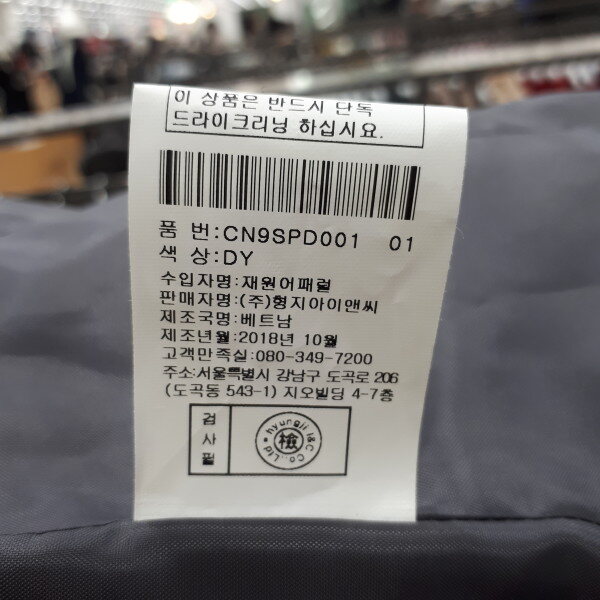 이 상품은 반드시 단독
드라이크리닝 하십시요.
품 번:CN9SPD001 01
색 상:DY
수입자명:재원어패럴
판매자명:(주)형지아이앤씨
제조국명:베트남
제조년월:2018년 10월
고객만족실:080-349-7200
주소:서울특별시 강남구 도곡로 206
(도곡동 543-1) 지오빌딩 4-7층
검사필
hyungji I&C Co.,Ltd.
檢